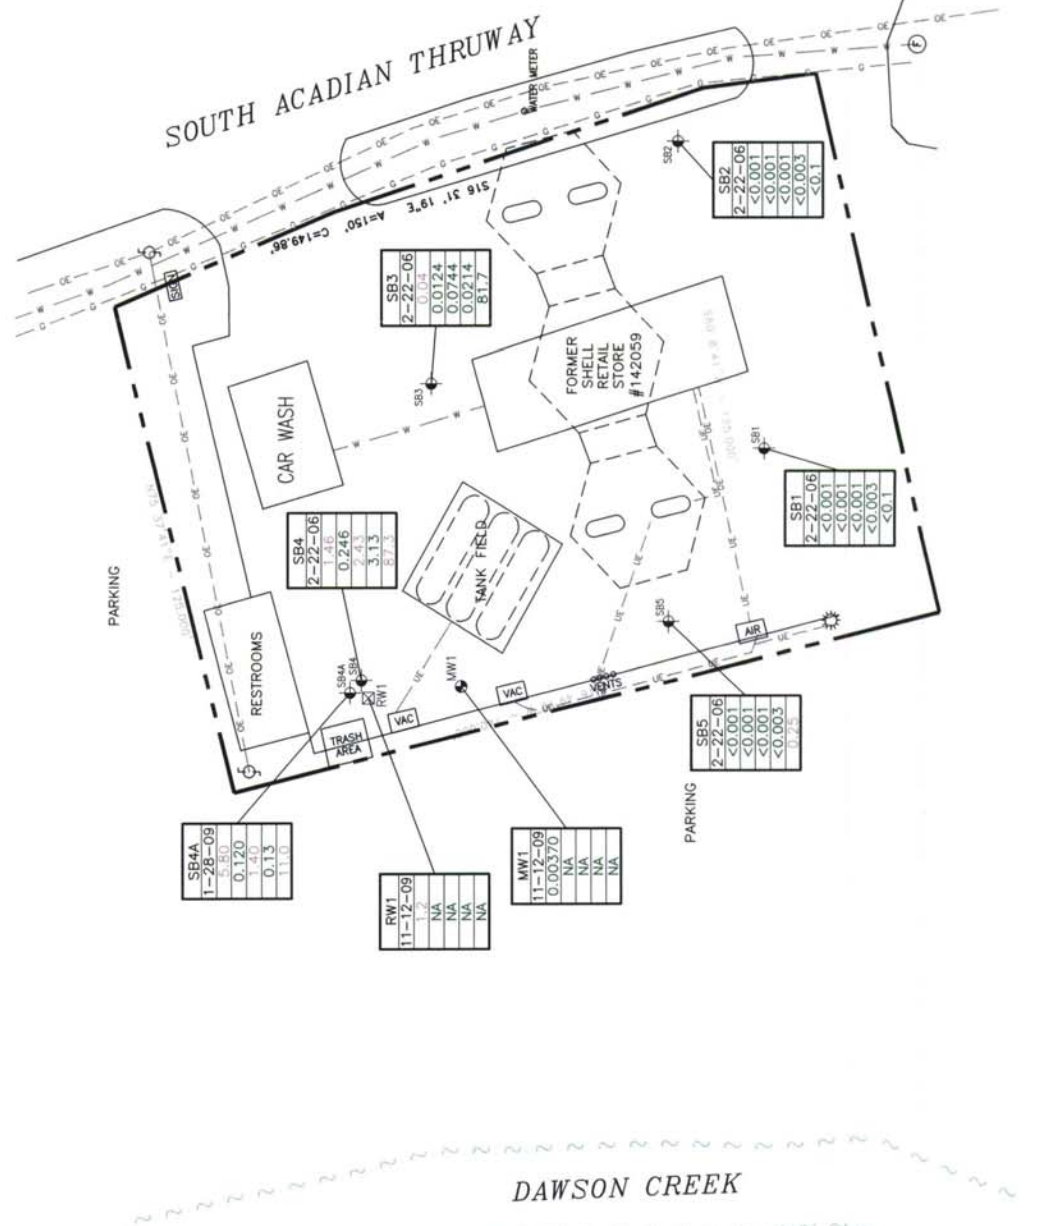 SOUTH ACADIAN THRUWAY
WATER METER
S16 31' 19"E
A=150' C=149.86'
SIGN
SB2
SB2
2-22-06
<0.001
<0.001
<0.001
<0.003
<0.1
SB3
2-22-06
0.04
0.0124
0.0744
0.0214
81.7
SB3
FORMER
SHELL
RETAIL
STORE
#142059
CAR WASH
PARKING
SB4
2-22-06
1.46
0.246
2.43
3.13
87.3
TANK FIELD
SB1
SB1
2-22-06
<0.001
<0.001
<0.001
<0.003
<0.1
RESTROOMS
SB4A
SB4
RW1
MW1
SB5
AIR
VAC
VAC
VENTS
TRASH
AREA
SB5
2-22-06
<0.001
<0.001
<0.001
<0.003
0.25
PARKING
SB4A
1-28-09
5.80
0.120
1.40
0.13
11.0
RW1
11-12-09
1.2
NA
NA
NA
NA
MW1
11-12-09
0.00370
NA
NA
NA
NA
DAWSON CREEK